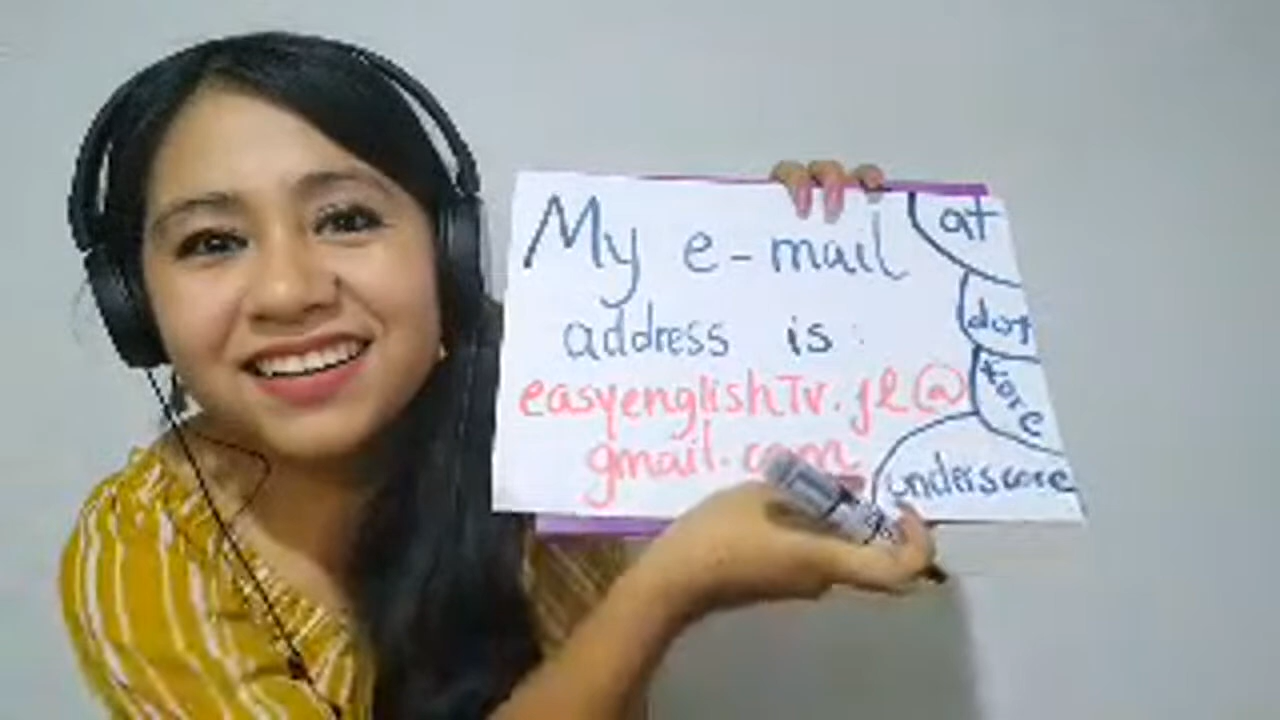 My e-mail
address is:
easyenglishTv.jl@
gmail.com
at
dot
underscore